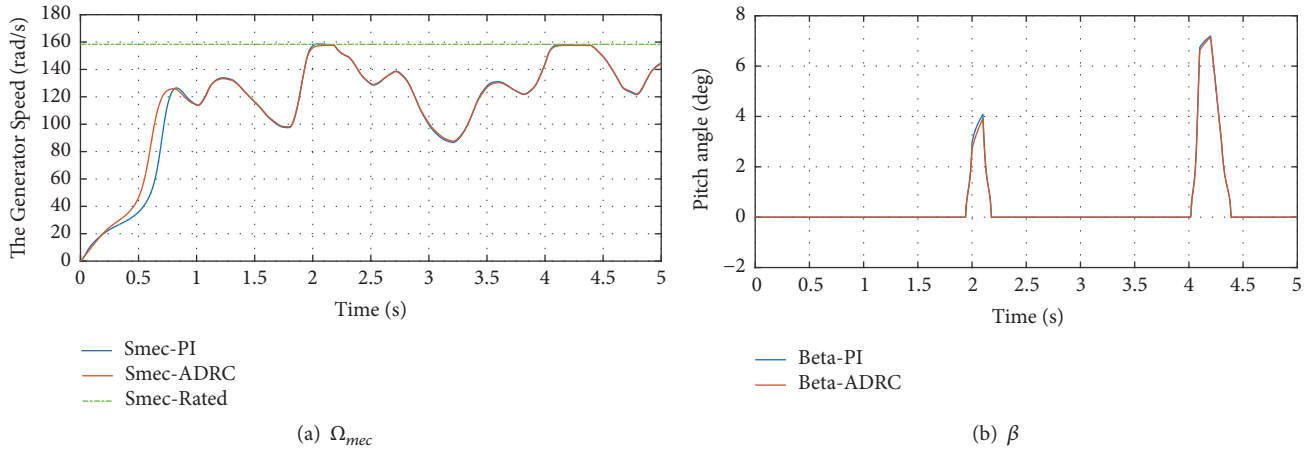 The Generator Speed (rad/s)
180
160
140
120
100
80
60
40
20
0
0 0.5 1 1.5 2 2.5 3 3.5 4 4.5 5
Time (s)
Smec-PI
Smec-ADRC
Smec-Rated
(a) Ωmec
Pitch angle (deg)
8
6
4
2
0
−2
0 0.5 1 1.5 2 2.5 3 3.5 4 4.5 5
Time (s)
Beta-PI
Beta-ADRC
(b) β